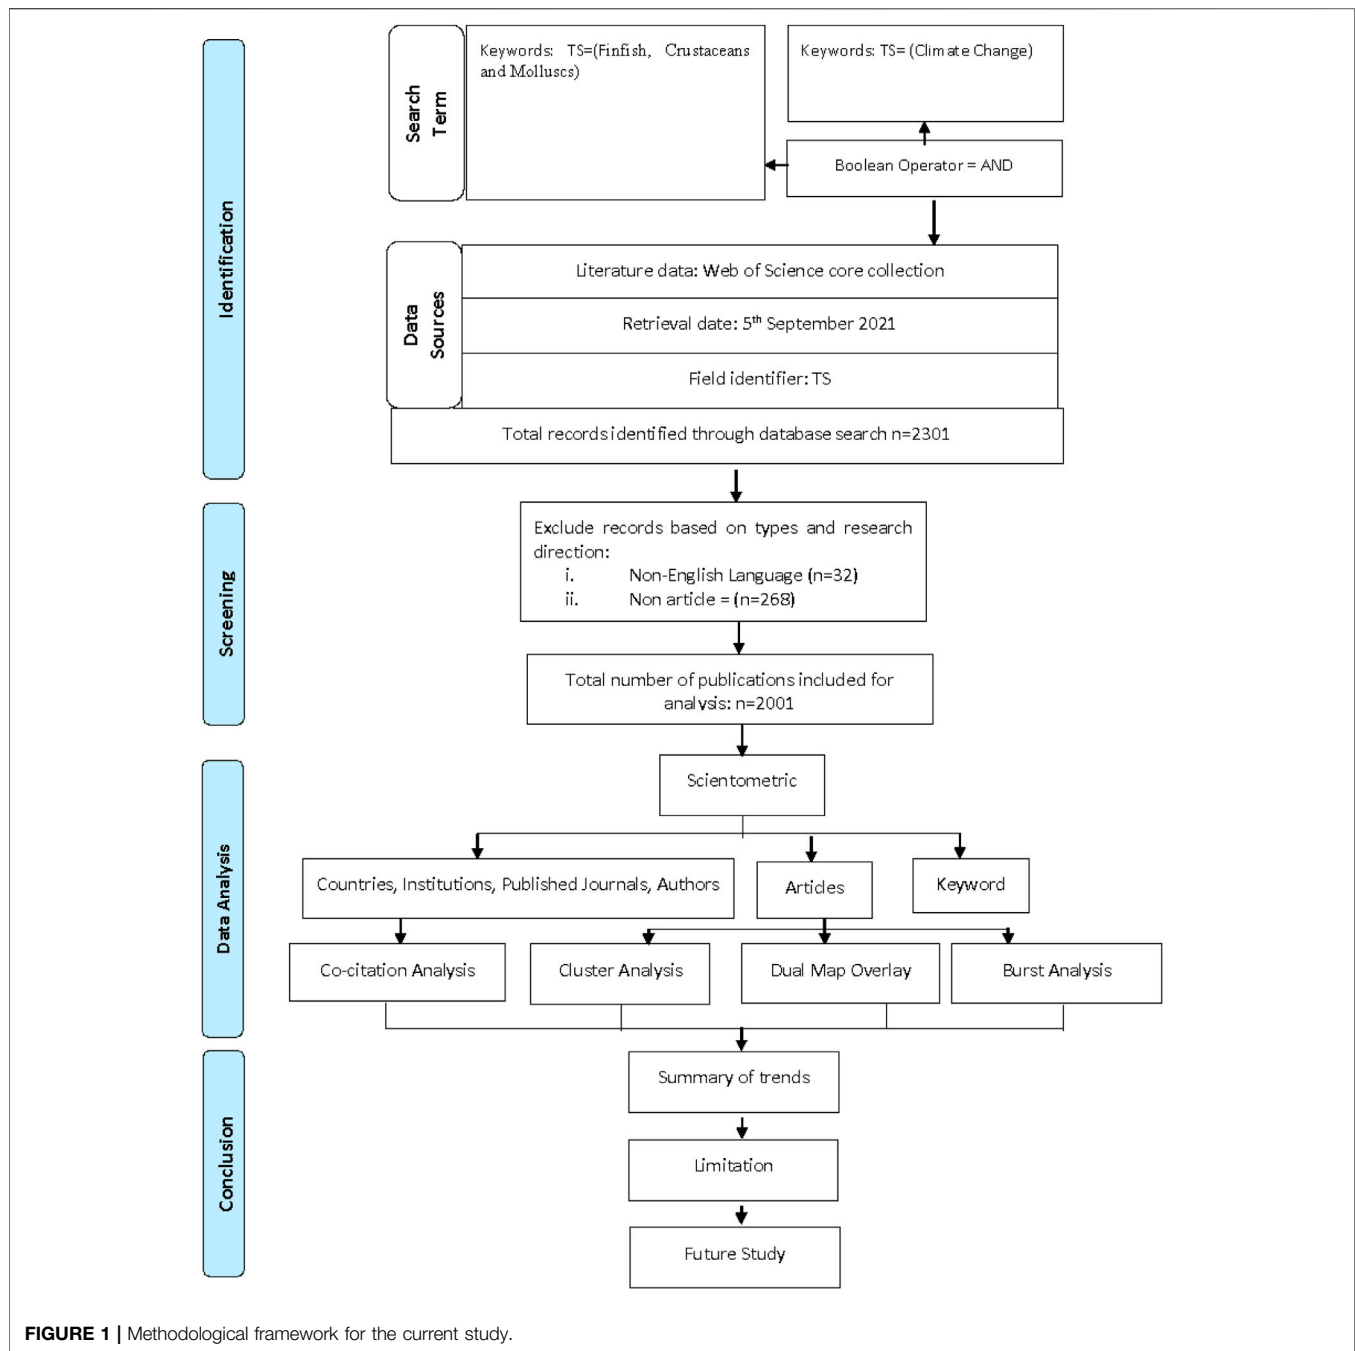 Identification
Search
Term
Keywords: TS=(Finfish, Crustaceans
and Molluscs)
Keywords: TS= (Climate Change)
Boolean Operator = AND
Data
Sources
Literature data: Web of Science core collection
Retrieval date: 5th September 2021
Field identifier: TS
Total records identified through database search n=2301
Screening
Exclude records based on types and research
direction:
i. Non-English Language (n=32)
ii. Non article = (n=268)
Total number of publications included for
analysis: n=2001
Data Analysis
Scientometric
Countries, Institutions, Published Journals, Authors
Articles
Keyword
Co-citation Analysis
Cluster Analysis
Dual Map Overlay
Burst Analysis
Conclusion
Summary of trends
Limitation
Future Study
FIGURE 1 | Methodological framework for the current study.